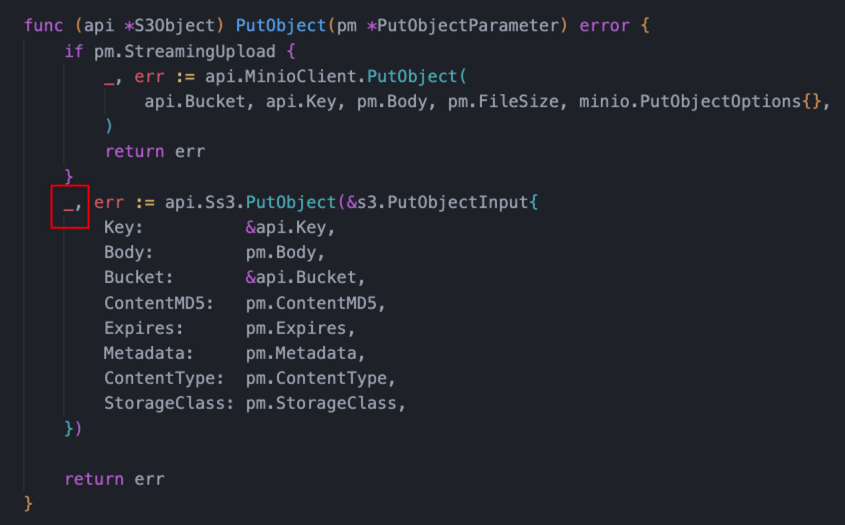 func (api *S3Object) PutObject(pm *PutObjectParameter) error {
    if pm.StreamingUpload {
        _, err := api.MinioClient.PutObject(
            api.Bucket, api.Key, pm.Body, pm.FileSize, minio.PutObjectOptions{},
        )
        return err
    }
    _, err := api.Ss3.PutObject(&s3.PutObjectInput{
        Key:          &api.Key,
        Body:         pm.Body,
        Bucket:       &api.Bucket,
        ContentMD5:   pm.ContentMD5,
        Expires:      pm.Expires,
        Metadata:     pm.Metadata,
        ContentType:  pm.ContentType,
        StorageClass: pm.StorageClass,
    })
    return err
}